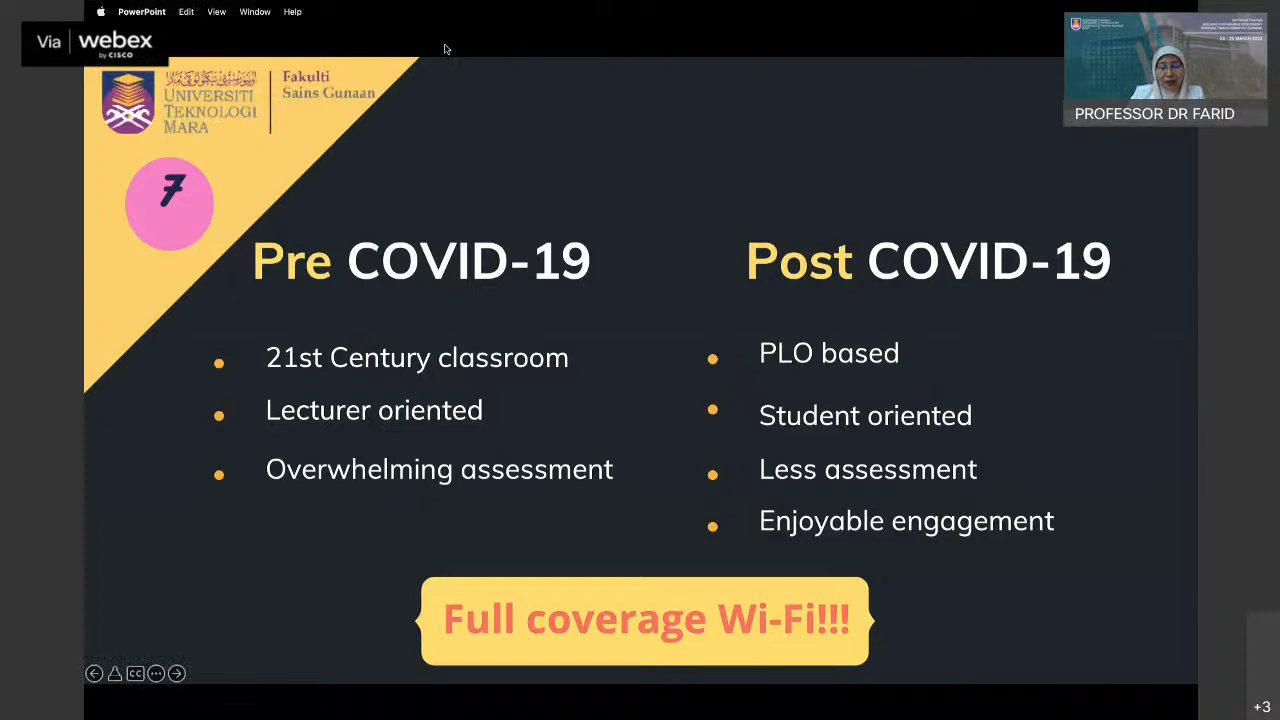 PowerPoint Edit View Window Help
Via webex
by CISCO
UNIVERSITI
TEKNOLOGI
MARA
Fakulti
Sains Gunaan
PROFESSOR DR FARID
7
Pre COVID-19
21st Century classroom
Lecturer oriented
Overwhelming assessment
Post COVID-19
PLO based
Student oriented
Less assessment
Enjoyable engagement
Full coverage Wi-Fi!!!
CC
+3